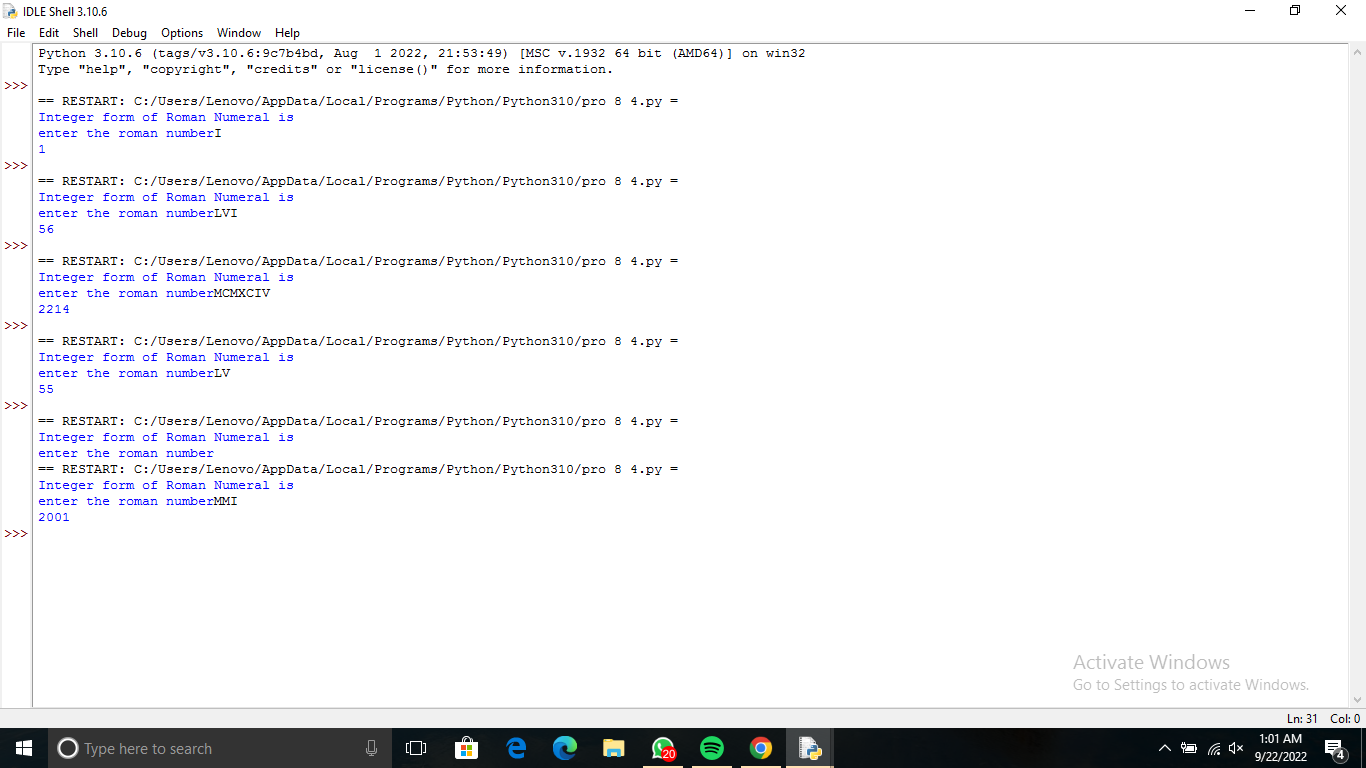 IDLE Shell 3.10.6
File Edit Shell Debug Options Window Help
Python 3.10.6 (tags/v3.10.6:9c7b4bd, Aug  1 2022, 21:53:49) [MSC v.1932 64 bit (AMD64)] on win32
Type "help", "copyright", "credits" or "license()" for more information.
>>>
== RESTART: C:/Users/Lenovo/AppData/Local/Programs/Python/Python310/pro 8 4.py =
Integer form of Roman Numeral is
enter the roman numberI
1
>>>
== RESTART: C:/Users/Lenovo/AppData/Local/Programs/Python/Python310/pro 8 4.py =
Integer form of Roman Numeral is
enter the roman numberLVI
56
>>>
== RESTART: C:/Users/Lenovo/AppData/Local/Programs/Python/Python310/pro 8 4.py =
Integer form of Roman Numeral is
enter the roman numberMCMXCIV
2214
>>>
== RESTART: C:/Users/Lenovo/AppData/Local/Programs/Python/Python310/pro 8 4.py =
Integer form of Roman Numeral is
enter the roman numberLV
55
>>>
== RESTART: C:/Users/Lenovo/AppData/Local/Programs/Python/Python310/pro 8 4.py =
Integer form of Roman Numeral is
enter the roman number
== RESTART: C:/Users/Lenovo/AppData/Local/Programs/Python/Python310/pro 8 4.py =
Integer form of Roman Numeral is
enter the roman numberMMI
2001
>>>
Activate Windows
Go to Settings to activate Windows.
Ln: 31 Col: 0
Type here to search
20
1:01 AM
9/22/2022
4